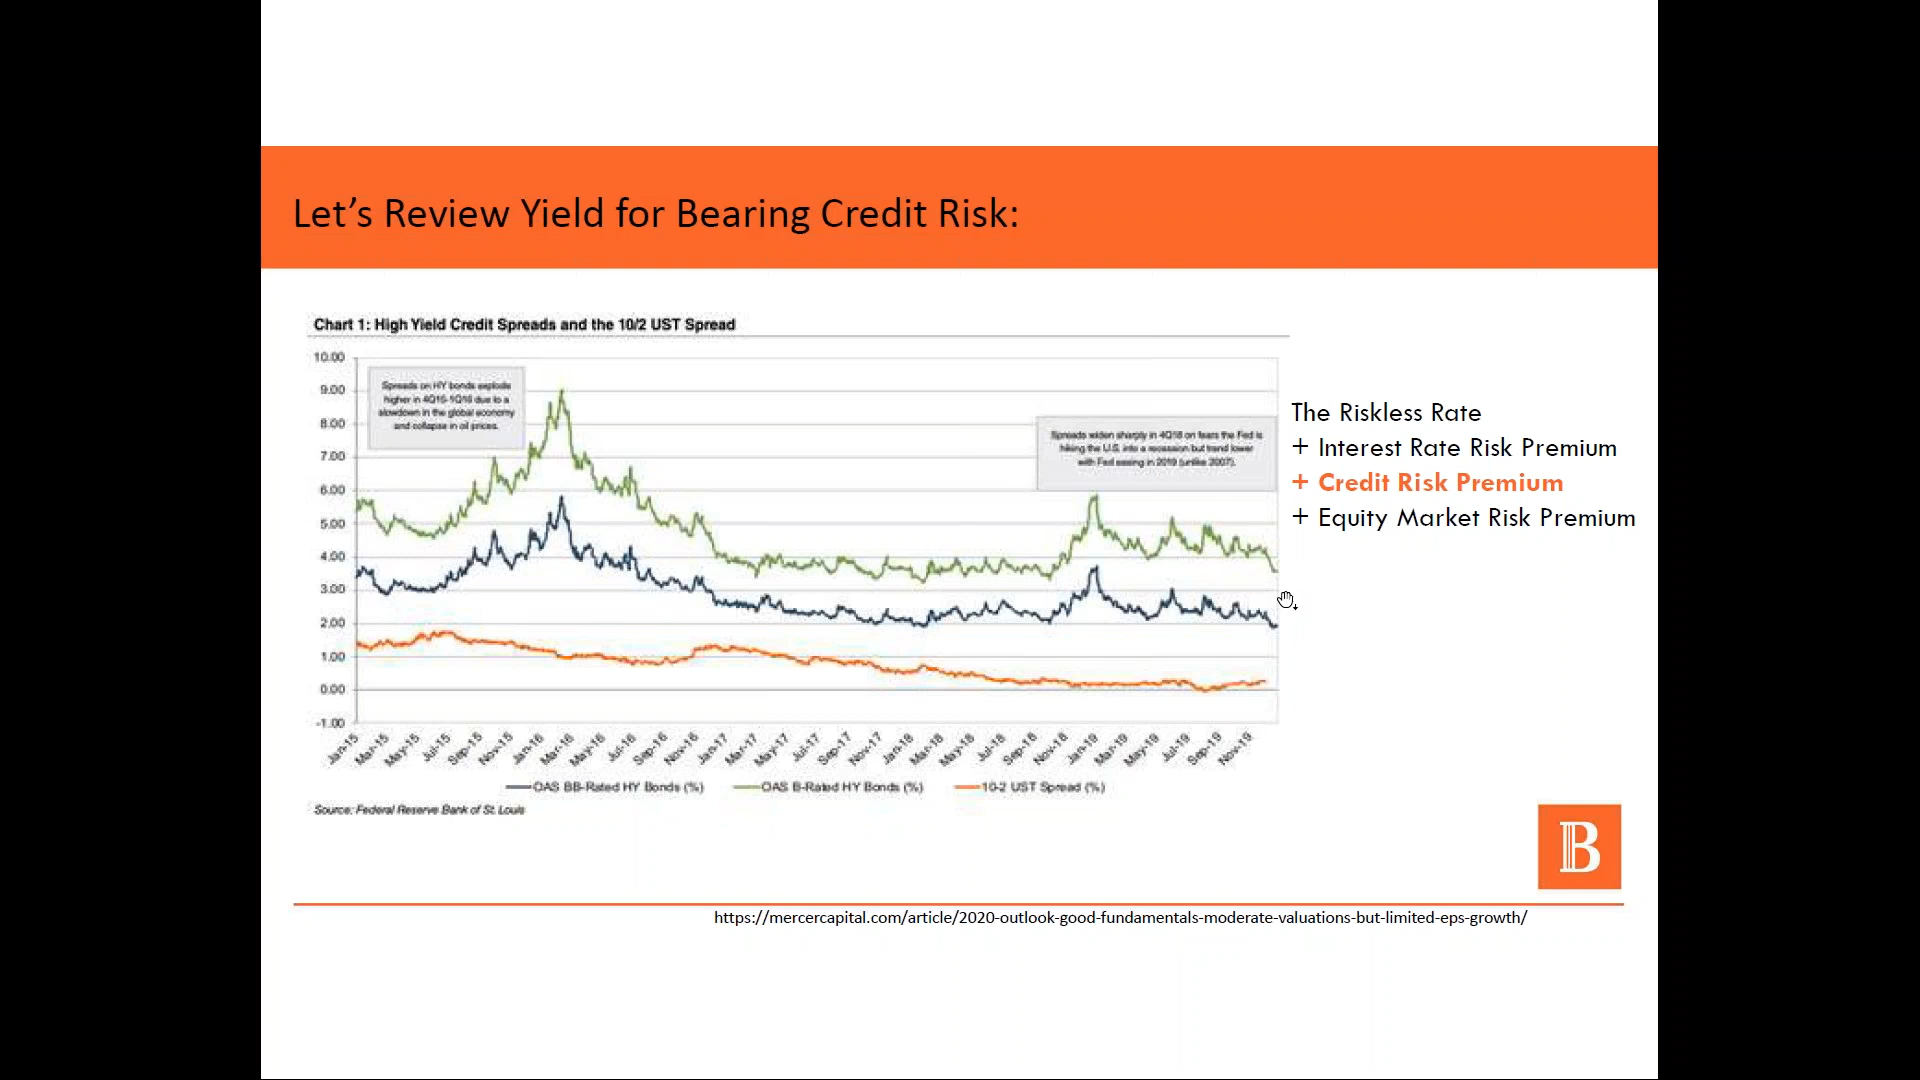 Let's Review Yield for Bearing Credit Risk:
Chart 1: High Yield Credit Spreads and the 10/2 UST Spread
10.00
9.00
8.00
7.00
6.00
5.00
4.00
3.00
2.00
1.00
0.00
-1.00
Spreads on HY bonds explode
higher in 4Q15-1Q16 due to a
slowdown in the global economy
and collapse in oil prices.
Spreads widen sharply in 4Q18 on fears the Fed is
hiking the U.S. into a recession but trend lower
with Fed easing in 2019 (unlike 2007).
Jan-15
Mar-15
May-15
Jul-15
Sep-15
Nov-15
Jan-16
Mar-16
May-16
Jul-16
Sep-16
Nov-16
Jan-17
Mar-17
May-17
Jul-17
Sep-17
Nov-17
Jan-18
Mar-18
May-18
Jul-18
Sep-18
Nov-18
Jan-19
Mar-19
May-19
Jul-19
Sep-19
Nov-19
OAS BB-Rated HY Bonds (%)
OAS B-Rated HY Bonds (%)
10-2 UST Spread (%)
Source: Federal Reserve Bank of St. Louis
The Riskless Rate
+ Interest Rate Risk Premium
+ Credit Risk Premium
+ Equity Market Risk Premium
B
https://mercercapital.com/article/2020-outlook-good-fundamentals-moderate-valuations-but-limited-eps-growth/